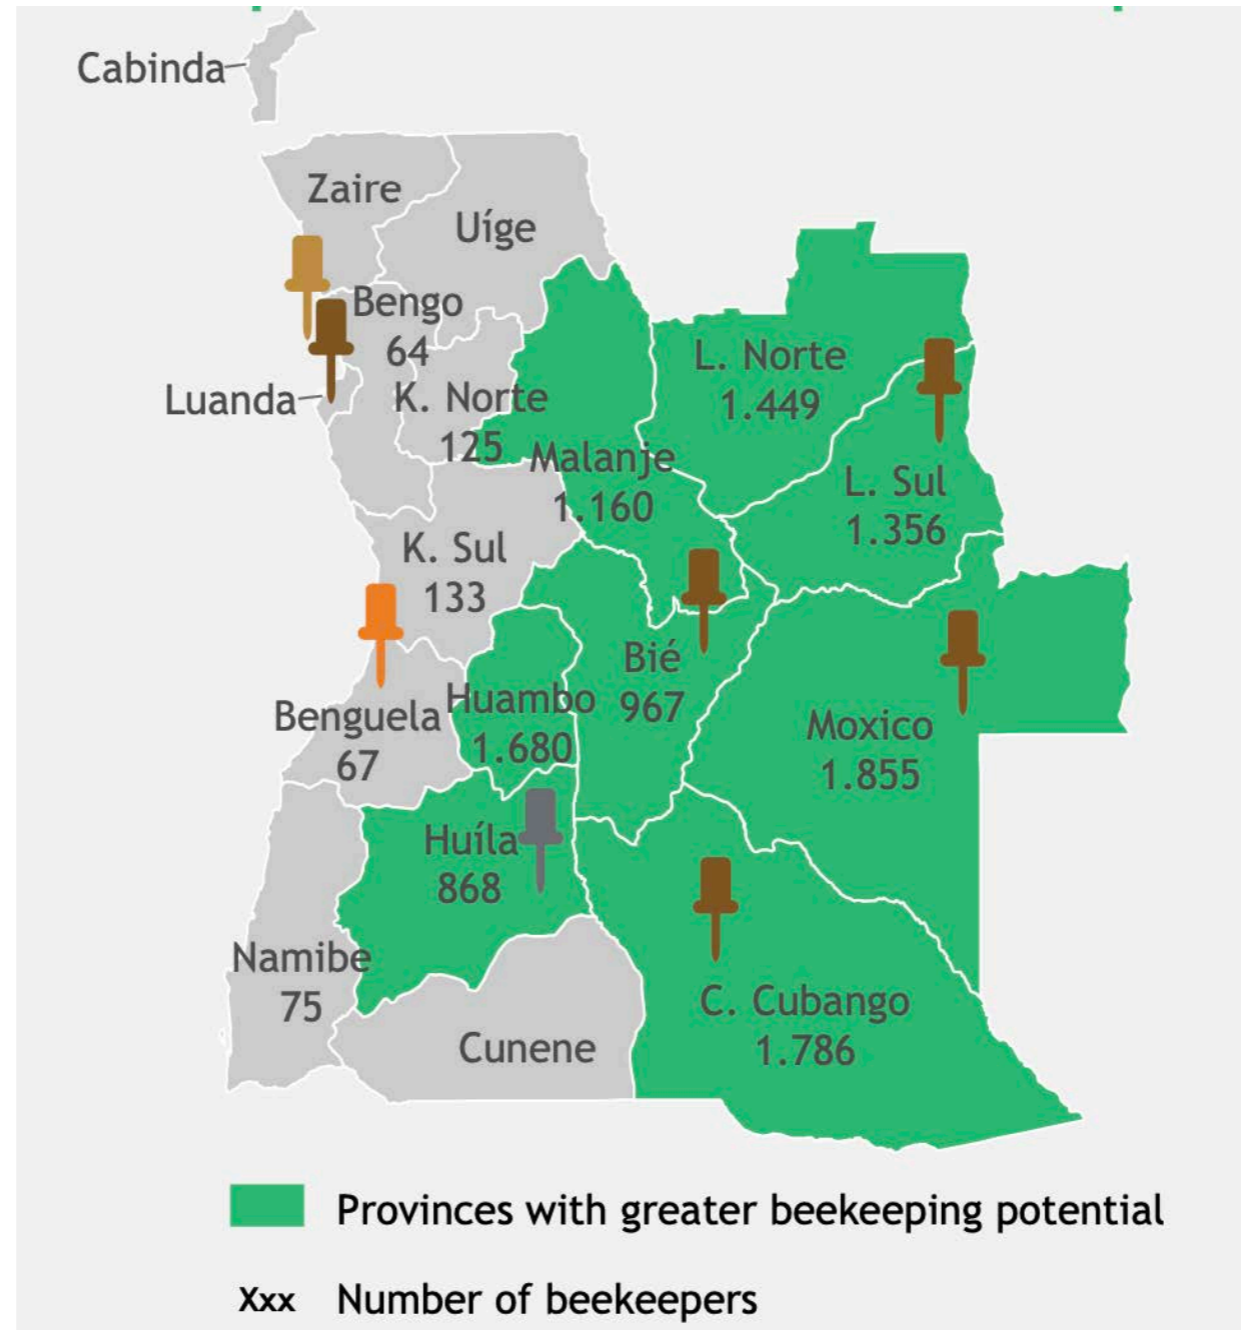 Cabinda
Zaire
Uíge
Bengo
64
Luanda
K. Norte
125
L. Norte
1.449
Malanje
1.160
L. Sul
1.356
K. Sul
133
Bié
967
Huambo
1.680
Benguela
67
Moxico
1.855
Huíla
868
Namibe
75
C. Cubango
1.786
Cunene
Provinces with greater beekeeping potential
Xxx Number of beekeepers